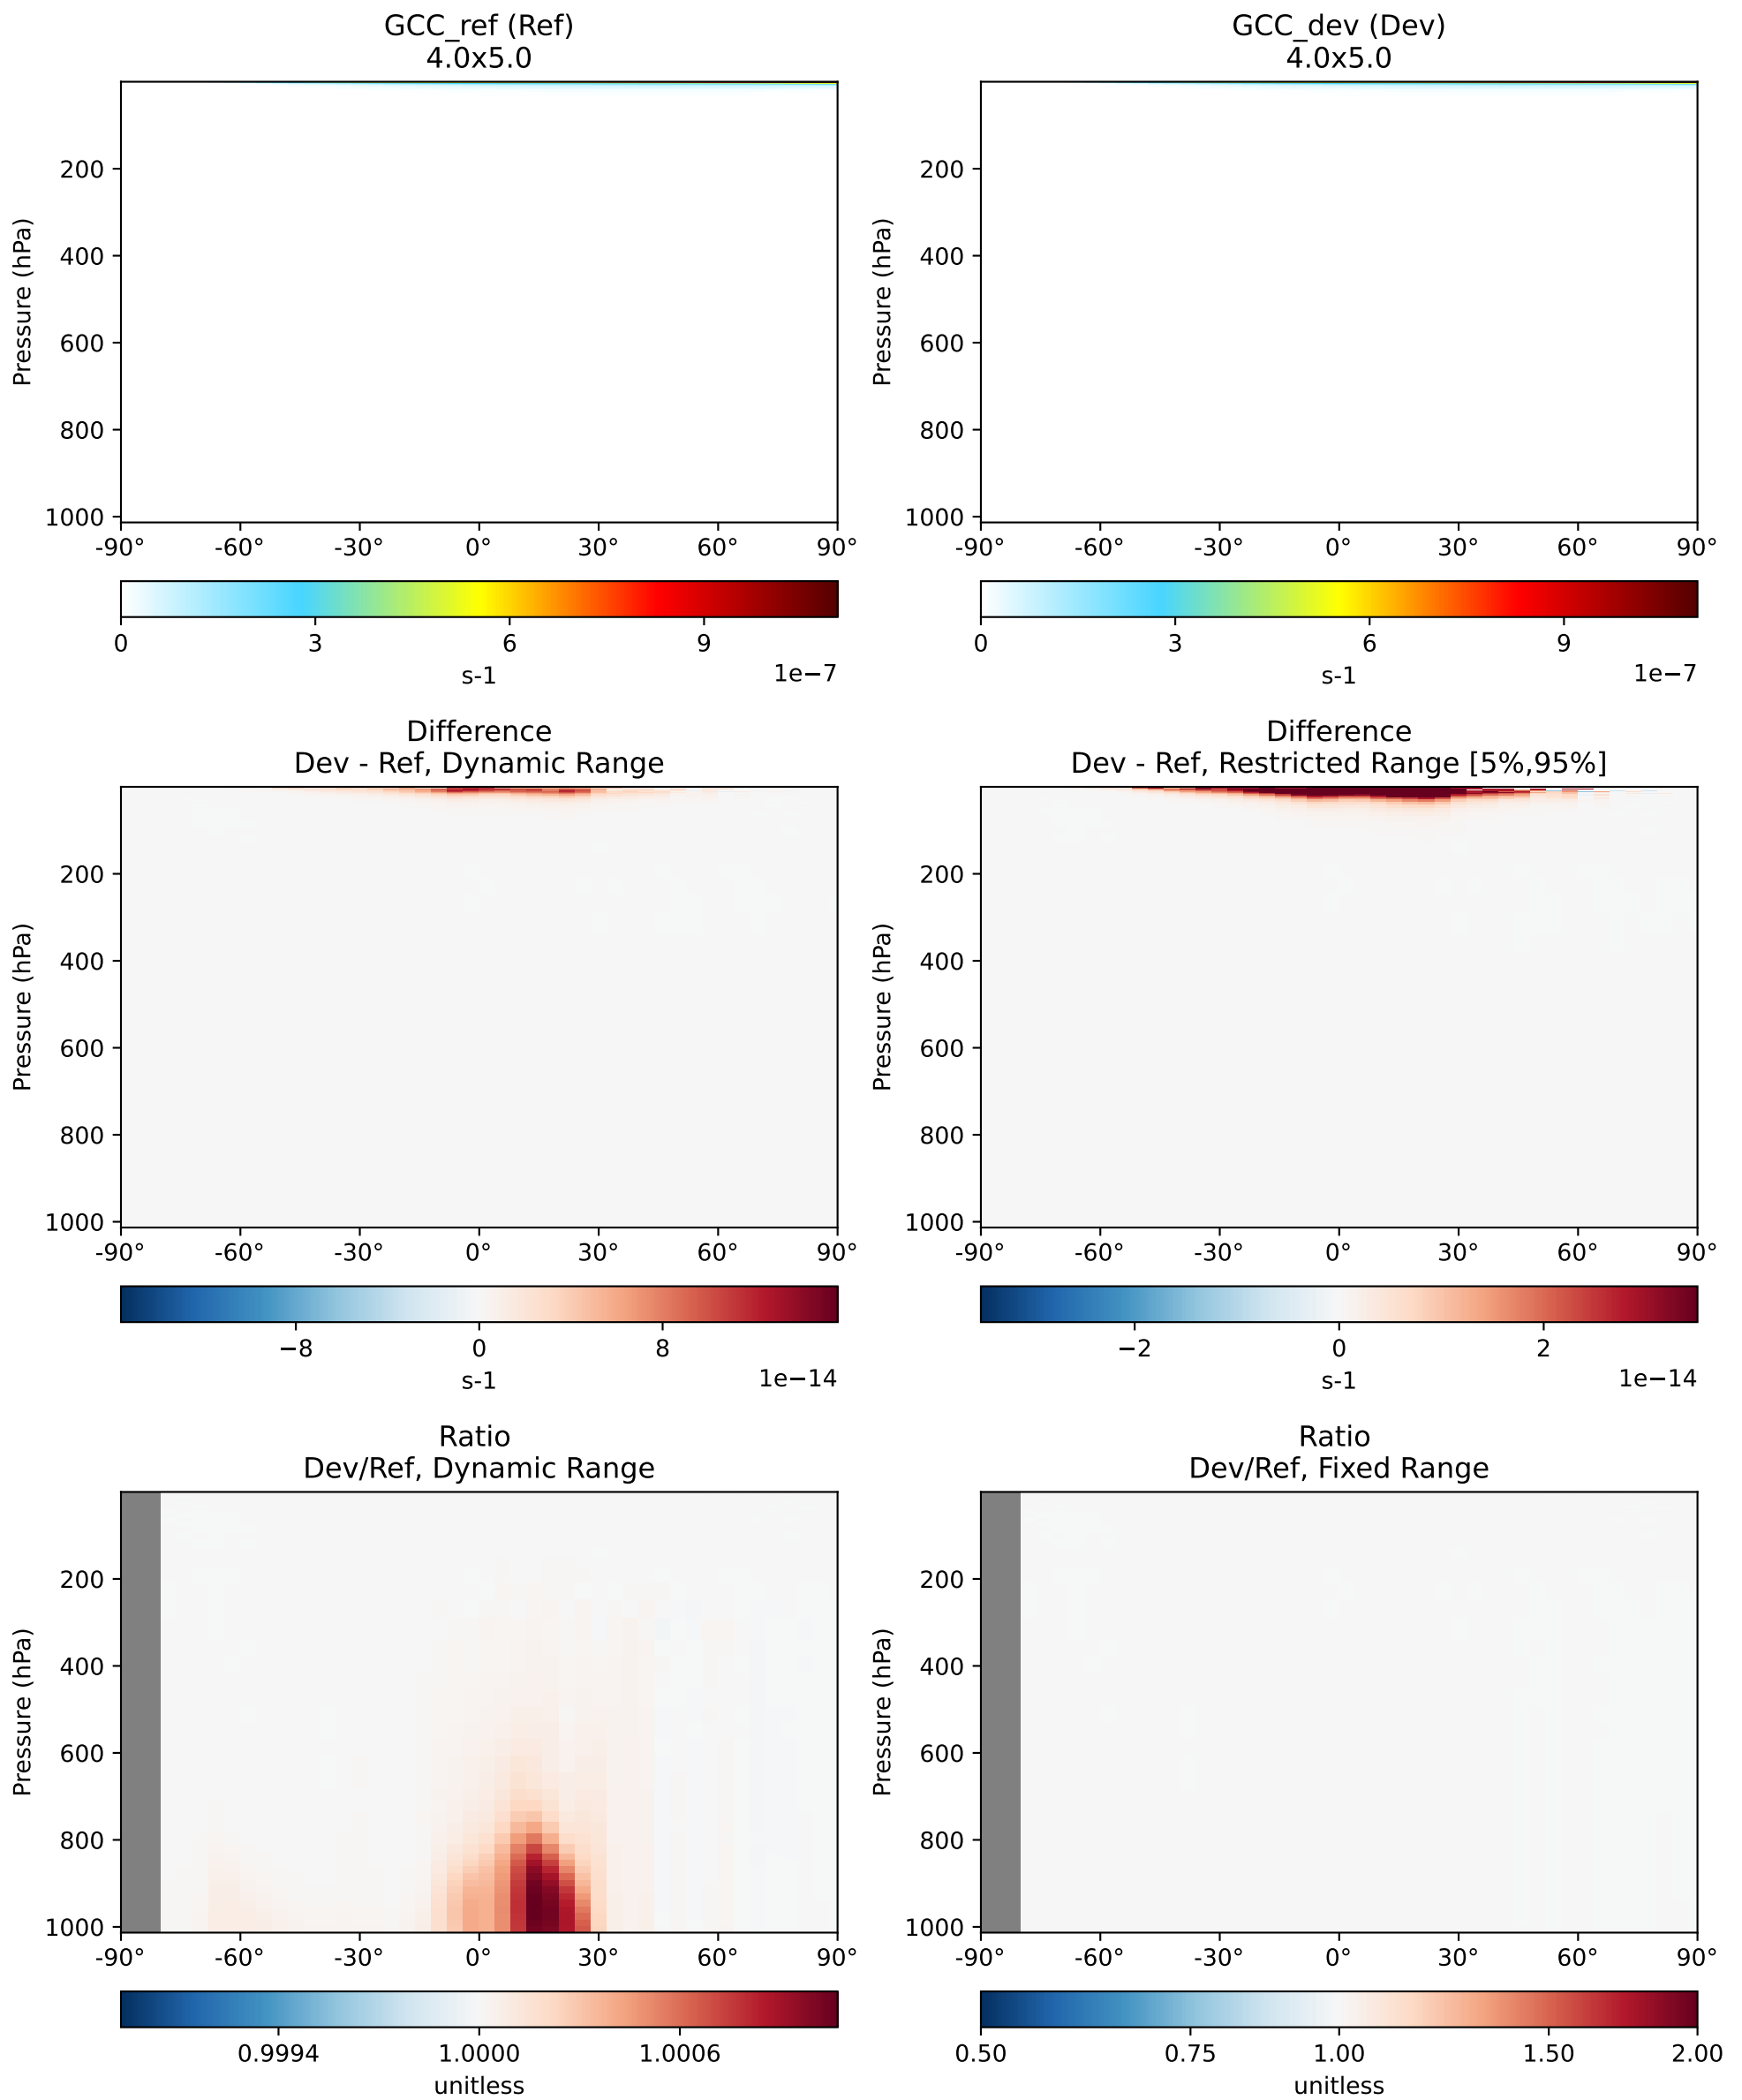 GCC_ref (Ref)
4.0x5.0
Pressure (hPa)
200
400
600
800
1000
-90° -60° -30° 0° 30° 60° 90°
0 3 6 9
s-1 1e−7
GCC_dev (Dev)
4.0x5.0
Pressure (hPa)
200
400
600
800
1000
-90° -60° -30° 0° 30° 60° 90°
0 3 6 9
s-1 1e−7
Difference
Dev - Ref, Dynamic Range
Pressure (hPa)
200
400
600
800
1000
-90° -60° -30° 0° 30° 60° 90°
−8 0 8
s-1 1e−14
Difference
Dev - Ref, Restricted Range [5%,95%]
Pressure (hPa)
200
400
600
800
1000
-90° -60° -30° 0° 30° 60° 90°
−2 0 2
s-1 1e−14
Ratio
Dev/Ref, Dynamic Range
Pressure (hPa)
200
400
600
800
1000
-90° -60° -30° 0° 30° 60° 90°
0.9994 1.0000 1.0006
unitless
Ratio
Dev/Ref, Fixed Range
Pressure (hPa)
200
400
600
800
1000
-90° -60° -30° 0° 30° 60° 90°
0.50 0.75 1.00 1.50 2.00
unitless